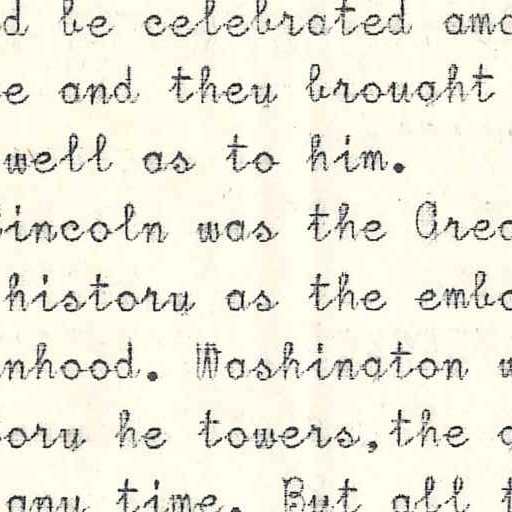 d be celebrated amo
e and they brought
well as to him.
Lincoln was the Grea
history as the embo
nhood. Washington w
ory he towers, the g
any time. But all t